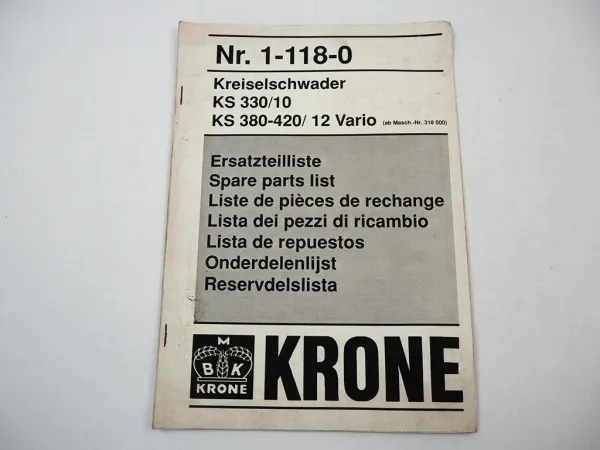 Nr. 1-118-0
Kreiselschwader
KS 330/10
KS 380-420/ 12 Vario (ab Masch.-Nr. 318 000)
Ersatzteilliste
Spare parts list
Liste de pièces de rechange
Lista dei pezzi di ricambio
Lista de repuestos
Onderdelenlijst
Reservdelslista
M
B K
KRONE
KRONE